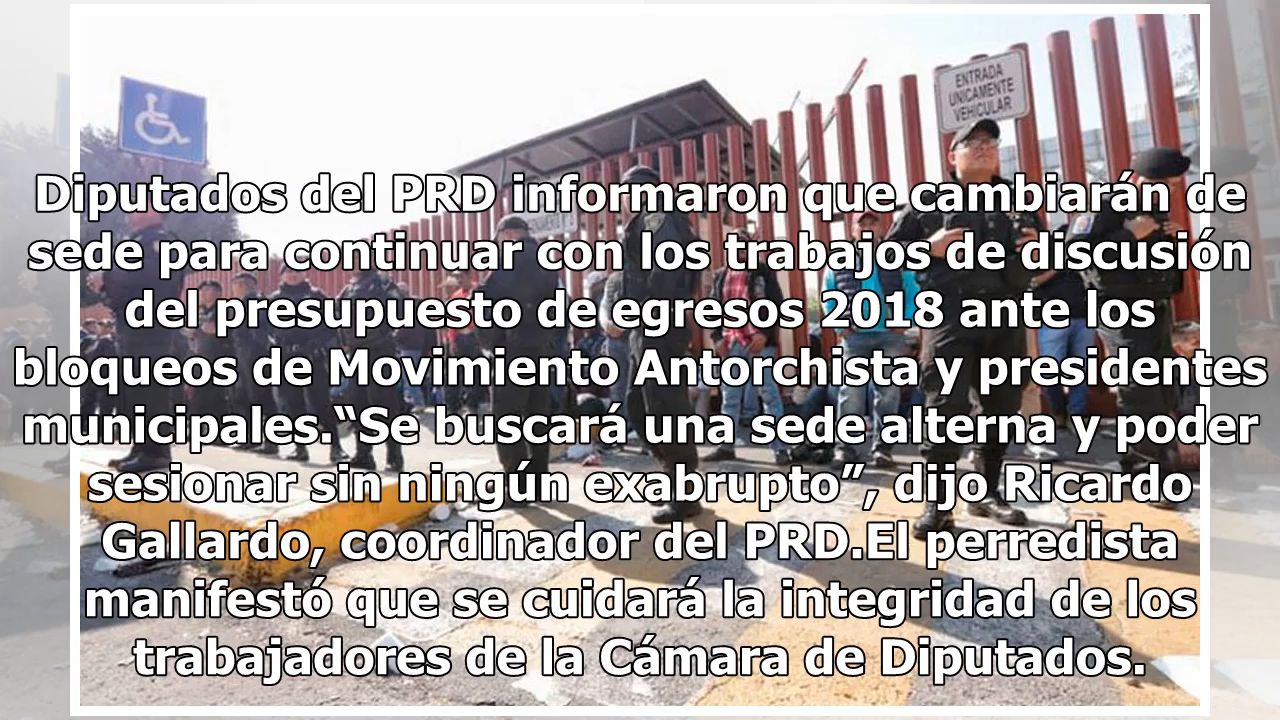 ENTRADA
UNICAMENTE
VEHICULAR
Diputados del PRD informaron que cambiarán de
sede para continuar con los trabajos de discusión
del presupuesto de egresos 2018 ante los
bloqueos de Movimiento Antorchista y presidentes
municipales.“Se buscará una sede alterna y poder
sesionar sin ningún exabrupto”, dijo Ricardo
Gallardo, coordinador del PRD.El perredista
manifestó que se cuidará la integridad de los
trabajadores de la Cámara de Diputados.